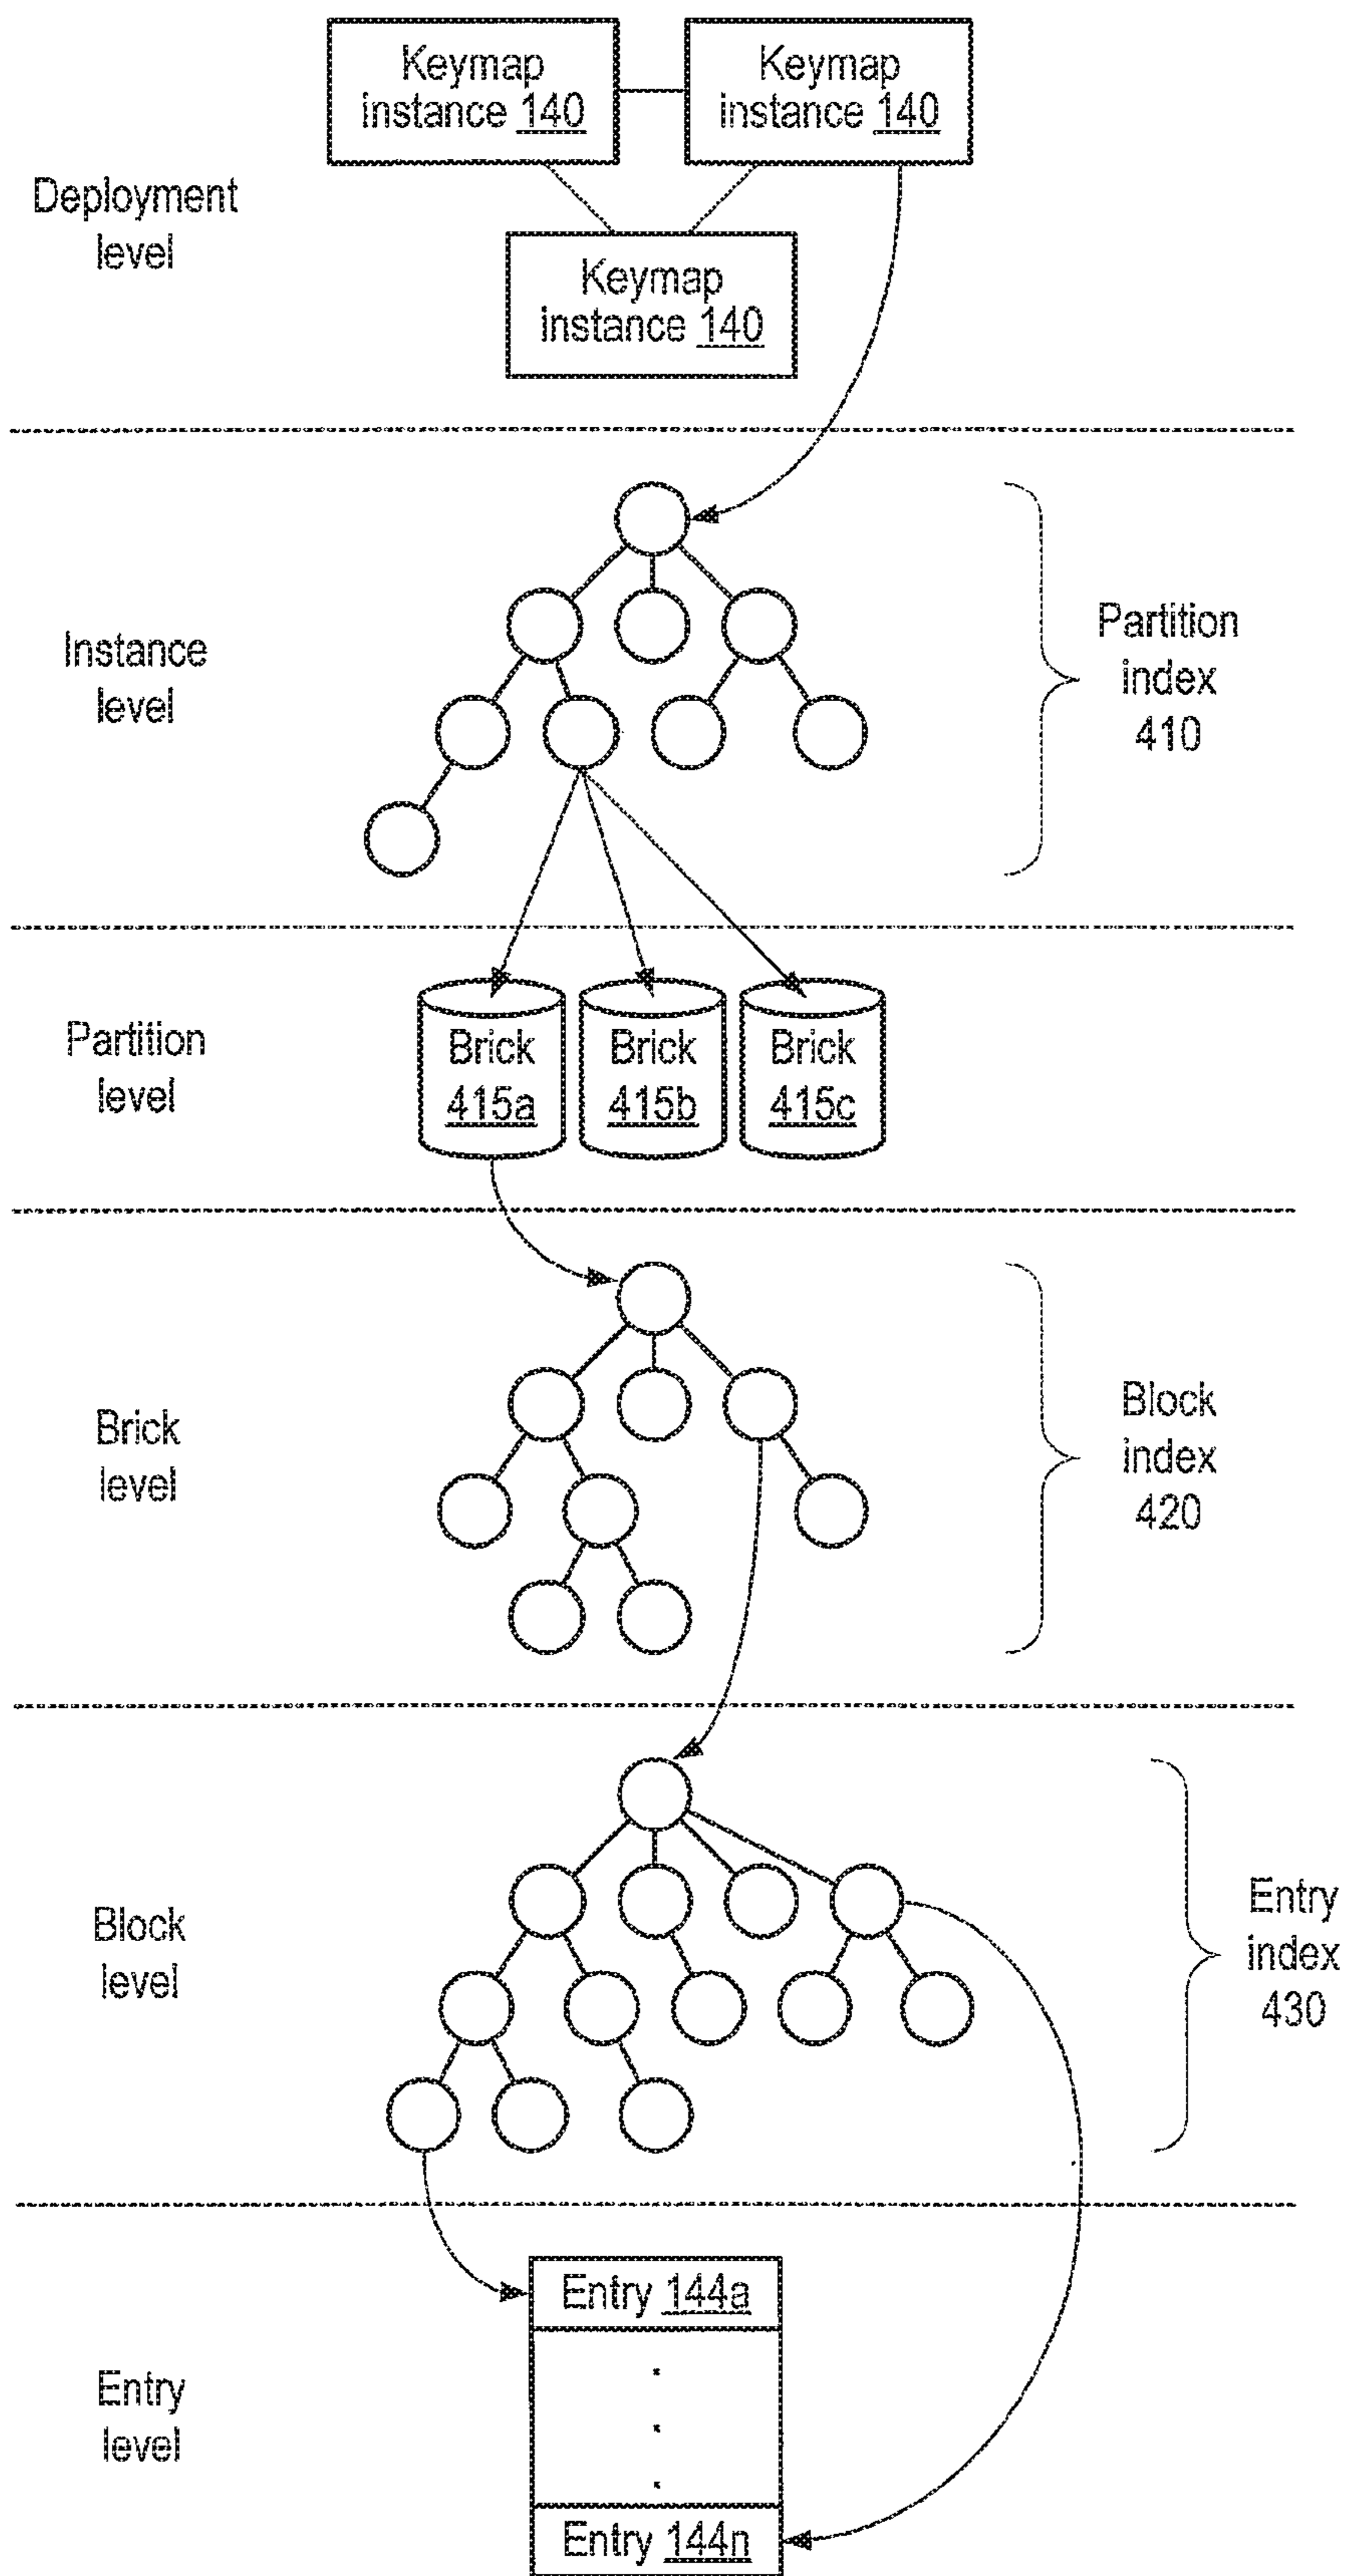 Keymap
instance 140
Keymap
instance 140
Deployment
level
Keymap
instance 140
Instance
level
Partition
index
410
Partition
level
Brick
415a
Brick
415b
Brick
415c
Brick
level
Block
index
420
Block
level
Entry
index
430
Entry
level
Entry 144a
.
.
.
Entry 144n